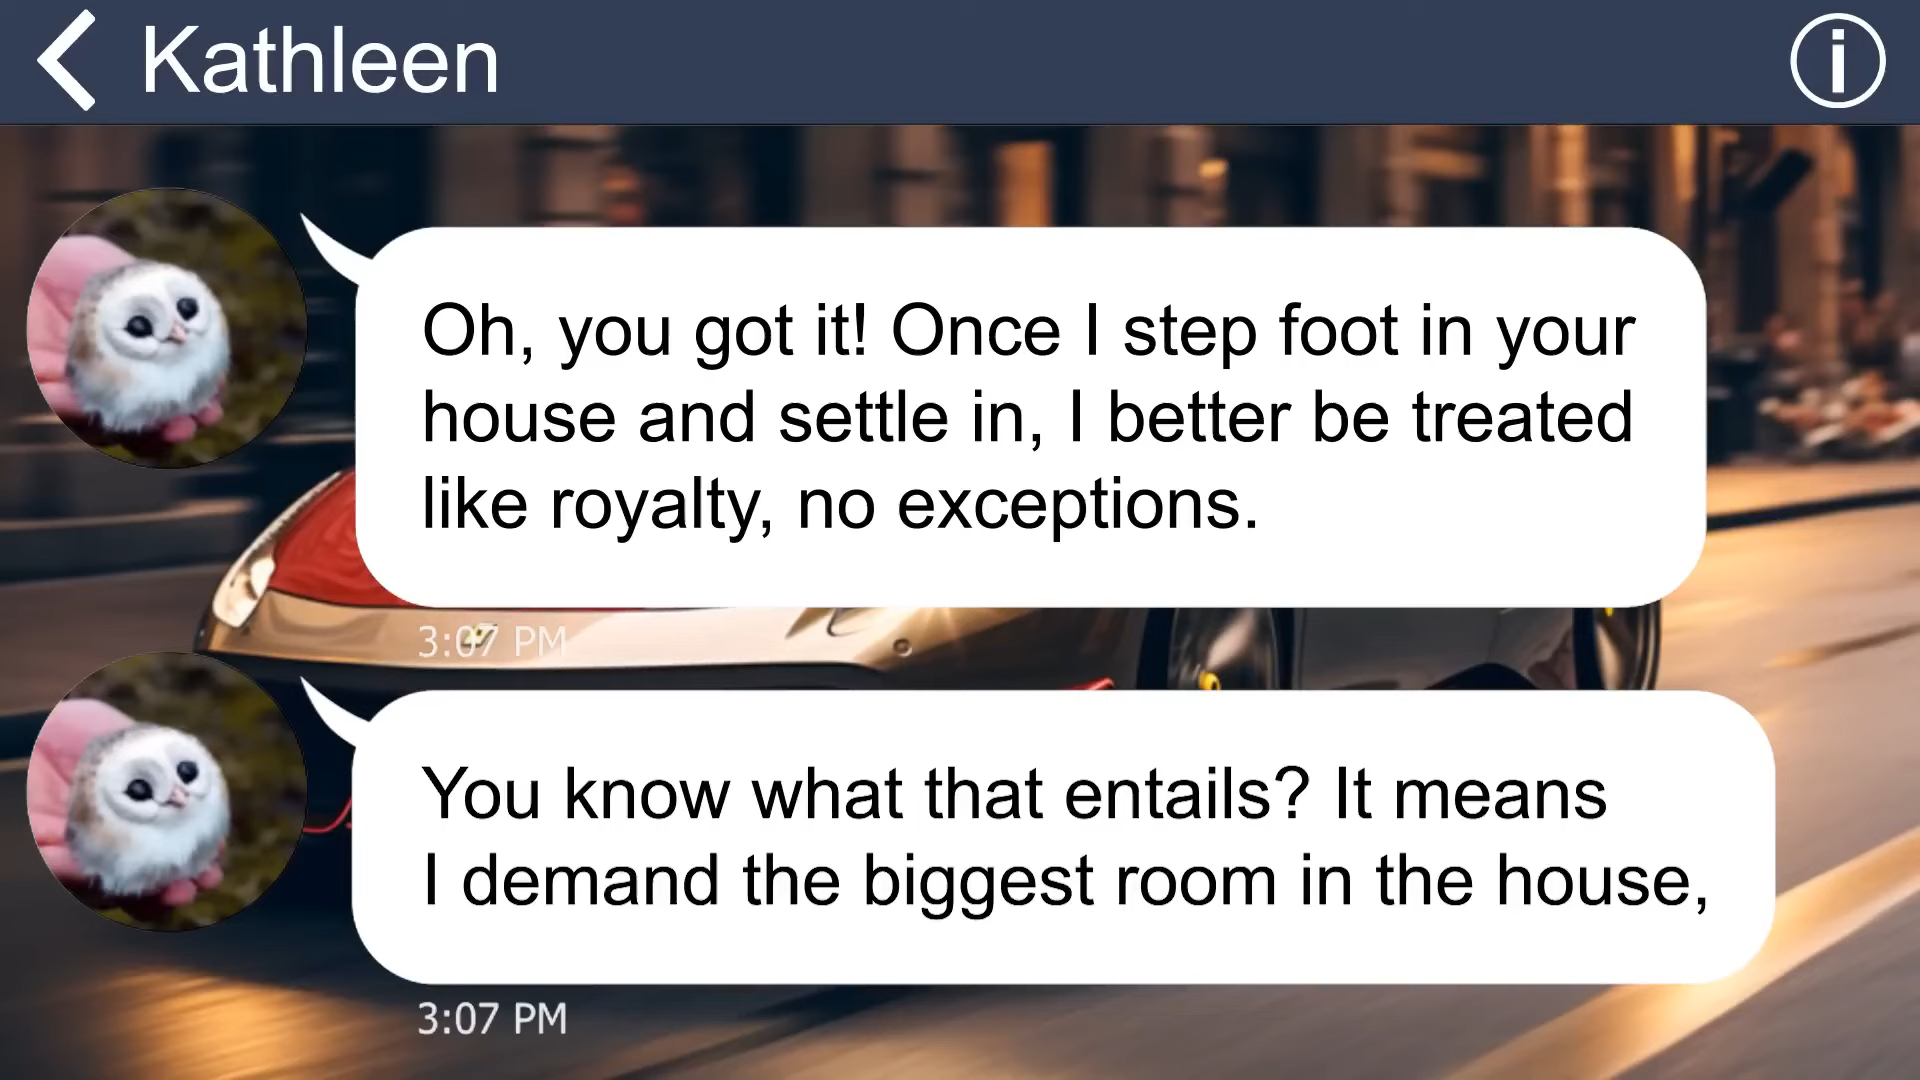 Kathleen
Oh, you got it! Once I step foot in your
house and settle in, I better be treated
like royalty, no exceptions.
3:07 PM
You know what that entails? It means
I demand the biggest room in the house,
3:07 PM